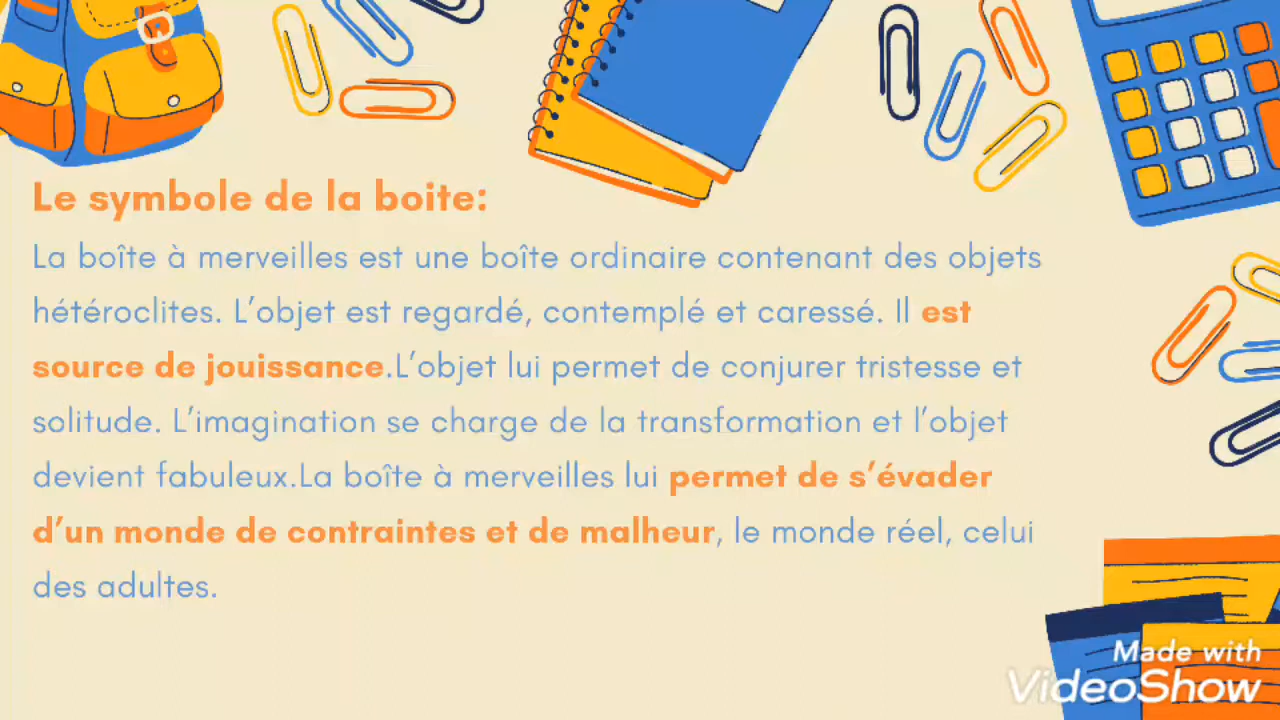 Le symbole de la boite:
La boîte à merveilles est une boîte ordinaire contenant des objets
hétéroclites. L'objet est regardé, contemplé et caressé. Il est
source de jouissance.L'objet lui permet de conjurer tristesse et
solitude. L'imagination se charge de la transformation et l'objet
devient fabuleux.La boîte à merveilles lui permet de s'évader
d'un monde de contraintes et de malheur, le monde réel, celui
des adultes.
Made with
VideoShow